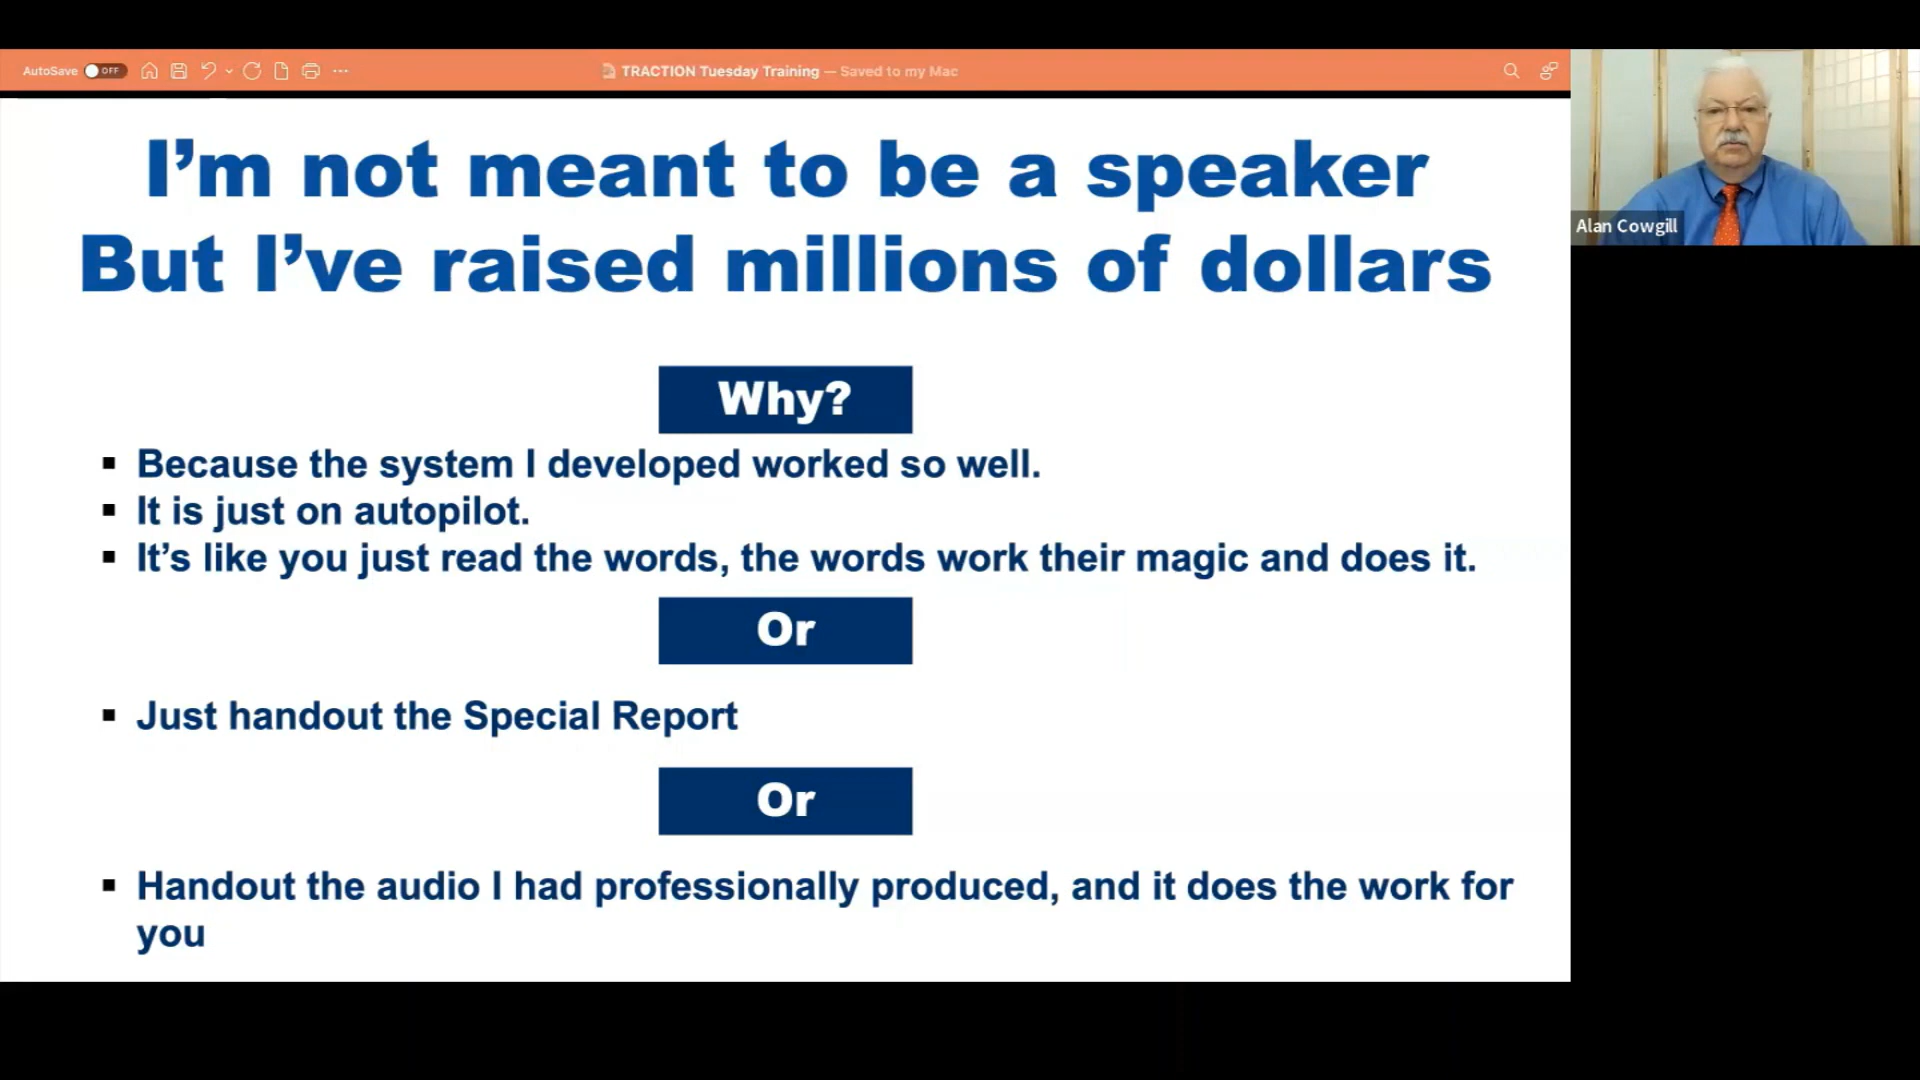 AutoSave OFF
TRACTION Tuesday Training — Saved to my Mac
I’m not meant to be a speaker
But I’ve raised millions of dollars
Alan Cowgill
Why?
Because the system I developed worked so well.
It is just on autopilot.
It’s like you just read the words, the words work their magic and does it.
Or
Just handout the Special Report
Or
Handout the audio I had professionally produced, and it does the work for
you